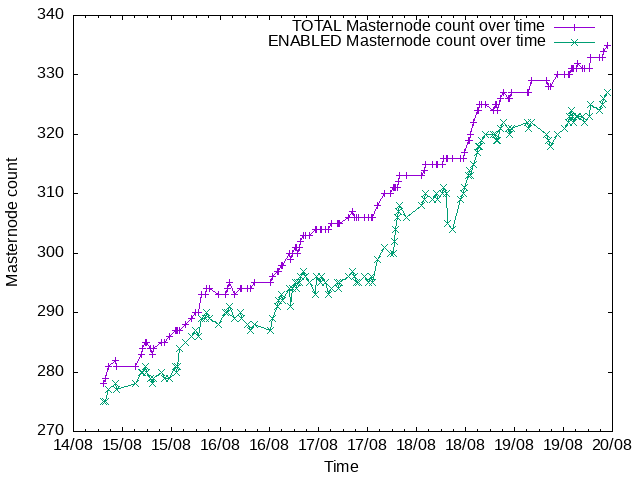 340
330
320
310
300
290
280
270
Masternode count
TOTAL Masternode count over time
ENABLED Masternode count over time
14/08 15/08 15/08 16/08 16/08 17/08 17/08 18/08 18/08 19/08 19/08 20/08
Time